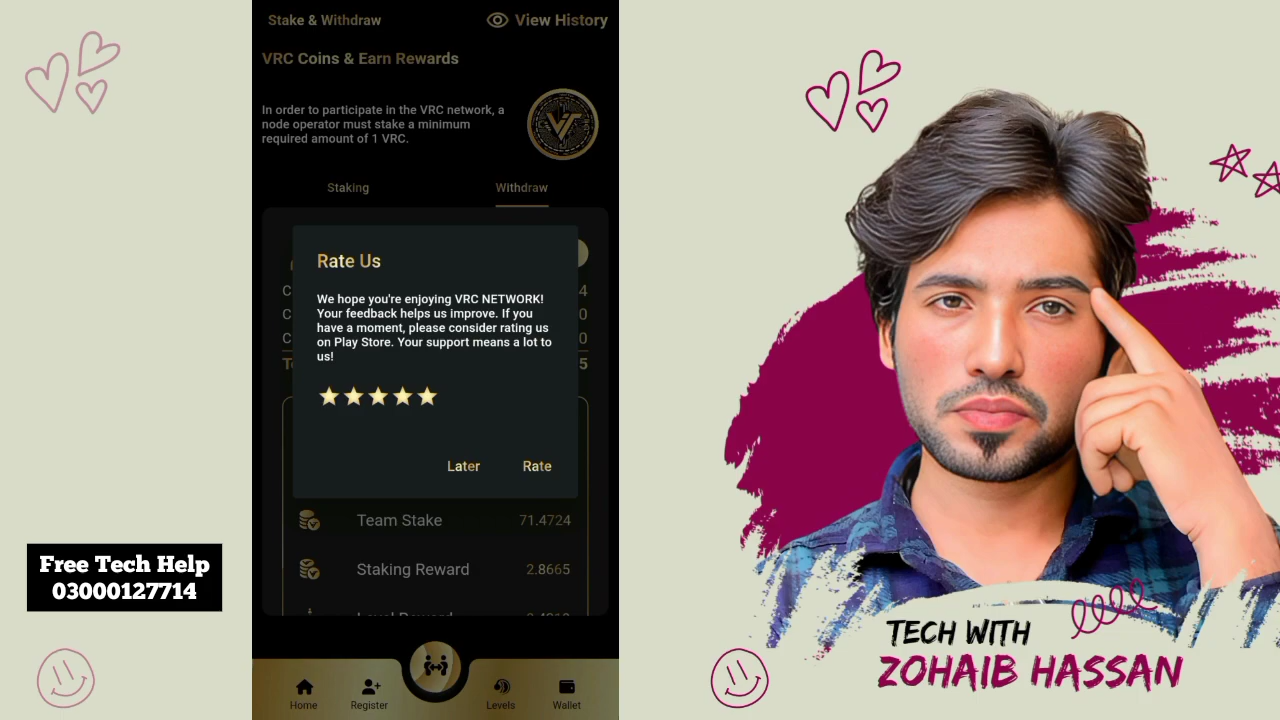 Stake & Withdraw
View History
VRC Coins & Earn Rewards
In order to participate in the VRC network, a
node operator must stake a minimum
required amount of 1 VRC.
Staking
Withdraw
Rate Us
We hope you're enjoying VRC NETWORK!
Your feedback helps us improve. If you
have a moment, please consider rating us
on Play Store. Your support means a lot to
us!
Later
Rate
C
4
C
0
C
0
5
Team Stake
71.4724
Staking Reward
2.8665
Home
Register
Levels
Wallet
Free Tech Help
03000127714
TECH WITH
ZOHAIB HASSAN